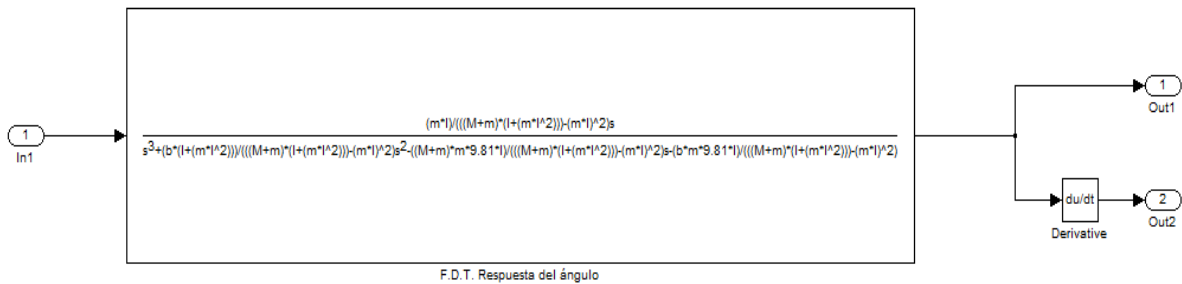 1
In1
(m*l)/(((M+m)*(I+(m*l^2)))-(m*l)^2)s
s^3+(b*(I+(m*l^2)))/(((M+m)*(I+(m*l^2)))-(m*l)^2)s^2-((M+m)*m*9.81*l)/(((M+m)*(I+(m*l^2)))-(m*l)^2)s-(b*m*9.81*l)/(((M+m)*(I+(m*l^2)))-(m*l)^2)
F.D.T. Respuesta del ángulo
1
Out1
du/dt
Derivative
2
Out2